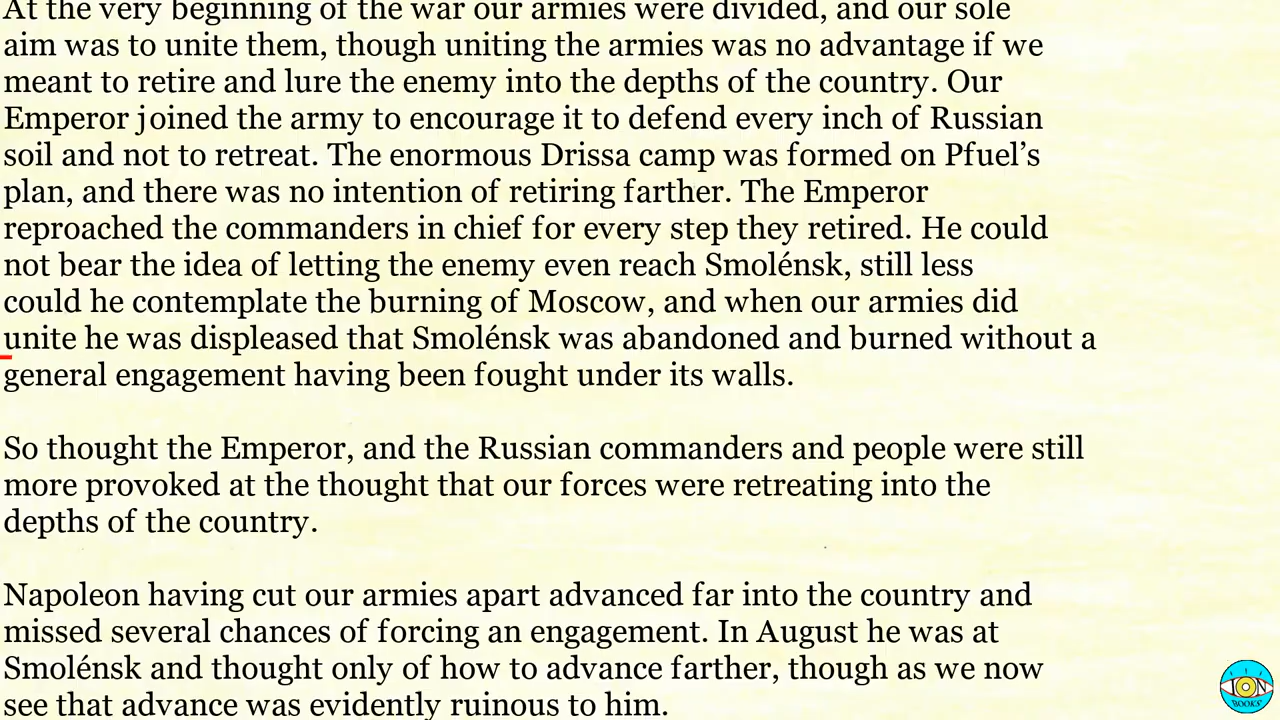 At the very beginning of the war our armies were divided, and our sole
aim was to unite them, though uniting the armies was no advantage if we
meant to retire and lure the enemy into the depths of the country. Our
Emperor joined the army to encourage it to defend every inch of Russian
soil and not to retreat. The enormous Drissa camp was formed on Pfuel’s
plan, and there was no intention of retiring farther. The Emperor
reproached the commanders in chief for every step they retired. He could
not bear the idea of letting the enemy even reach Smolénsk, still less
could he contemplate the burning of Moscow, and when our armies did
unite he was displeased that Smolénsk was abandoned and burned without a
general engagement having been fought under its walls.
So thought the Emperor, and the Russian commanders and people were still
more provoked at the thought that our forces were retreating into the
depths of the country.
Napoleon having cut our armies apart advanced far into the country and
missed several chances of forcing an engagement. In August he was at
Smolénsk and thought only of how to advance farther, though as we now
see that advance was evidently ruinous to him.
ION
BOOKS